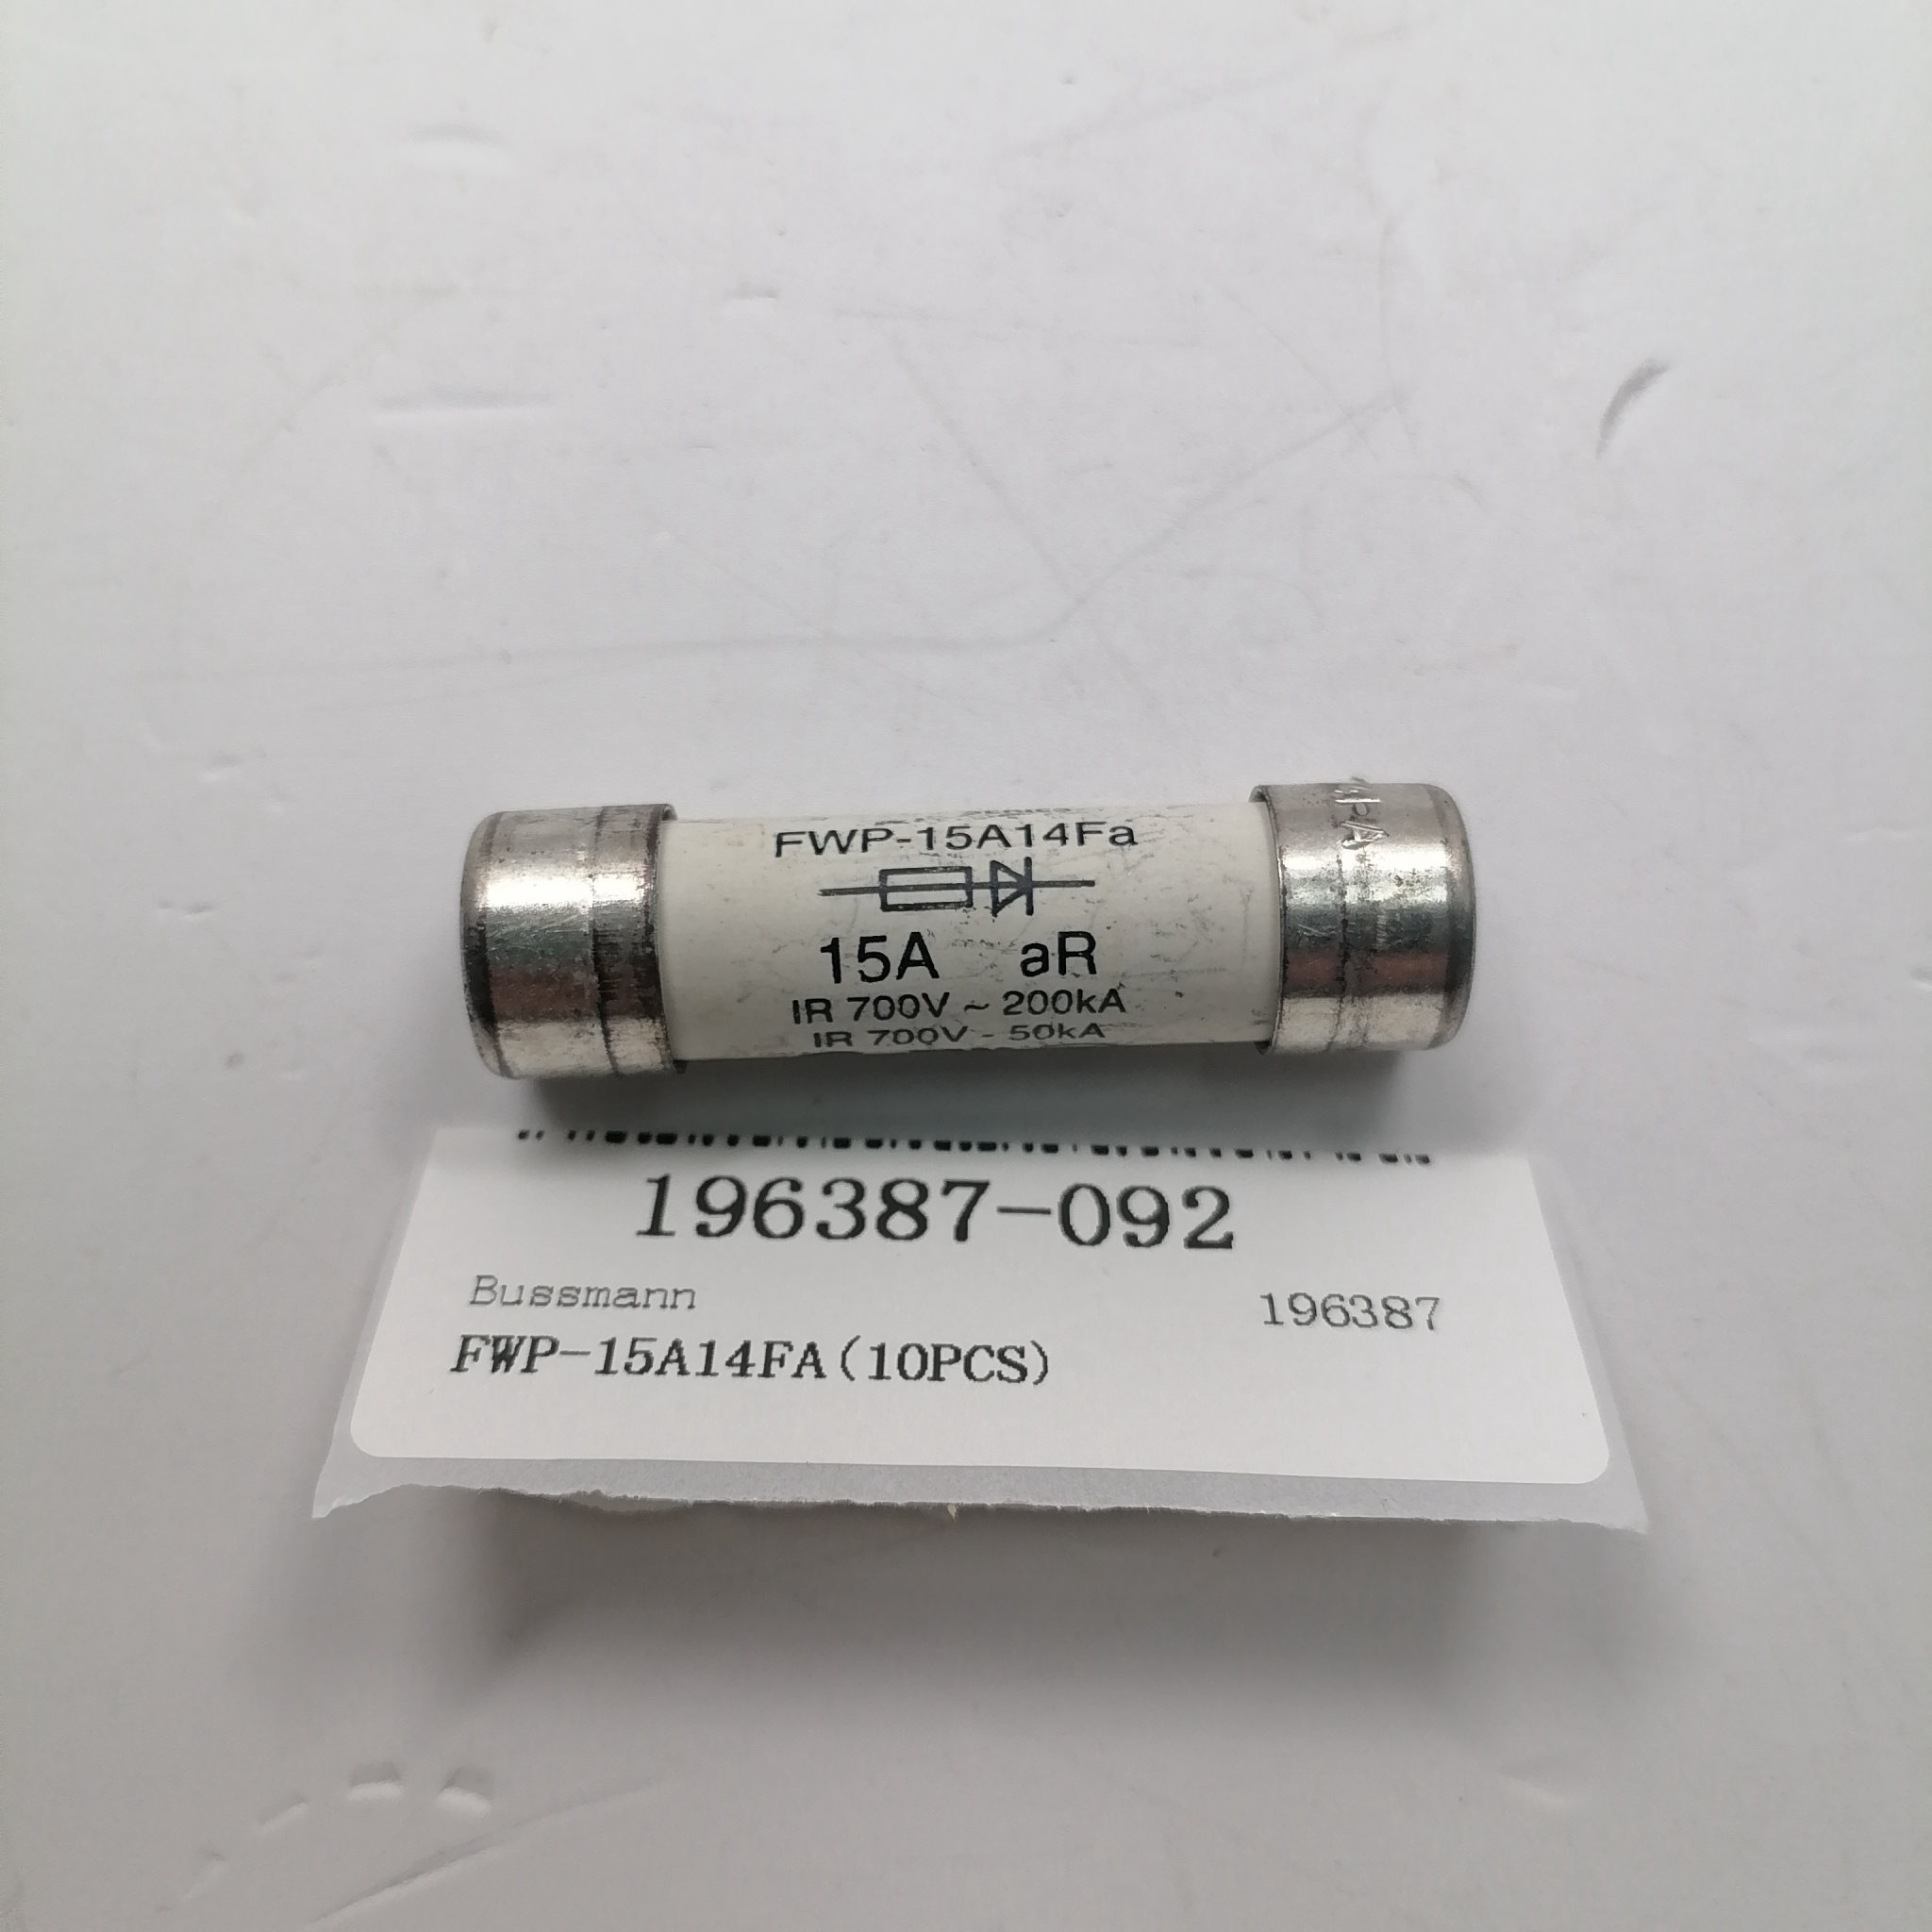 FWP-15A14Fa
15A aR
IR 700V ~ 200kA
IR 700V - 50kA
196387-092
Bussmann 196387
FWP-15A14FA(10PCS)